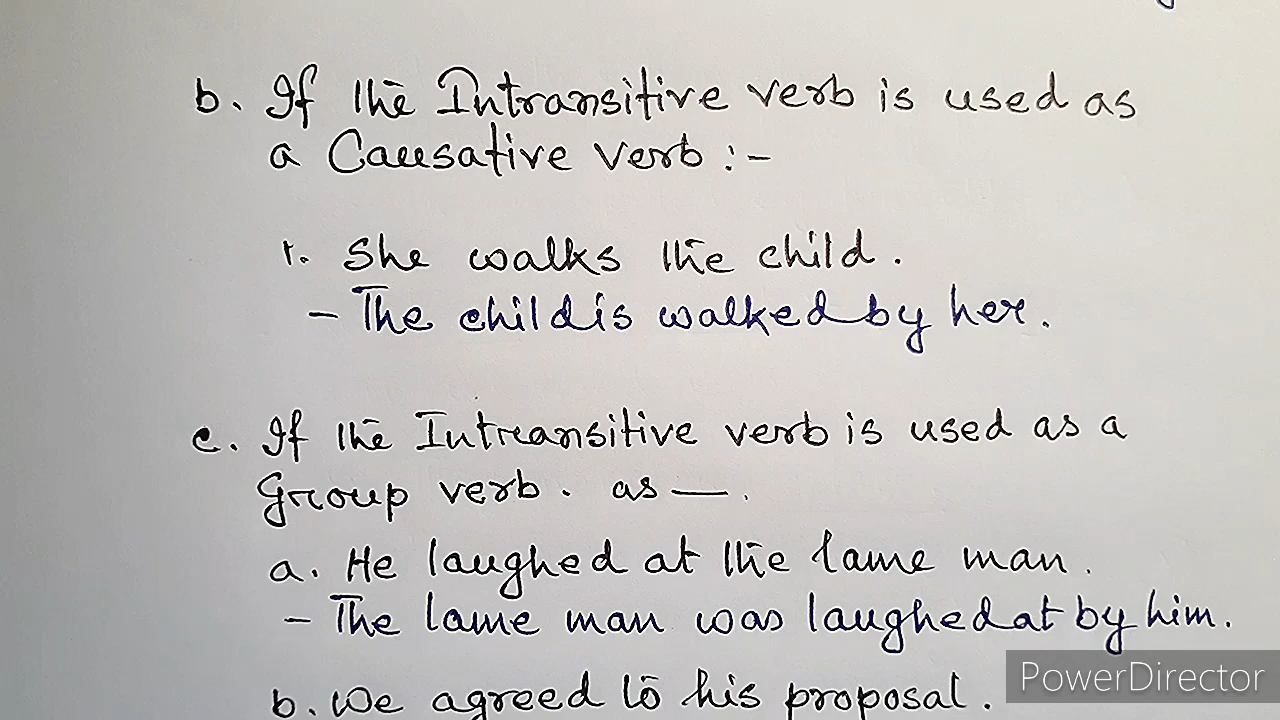 b. If the Intransitive verb is used as
a Causative verb :-
1. She walks the child.
- The child is walked by her.
c. If the Intransitive verb is used as a
Group verb. as —.
a. He laughed at the lame man.
- The lame man was laughed at by him.
b. We agreed to his proposal.
PowerDirector